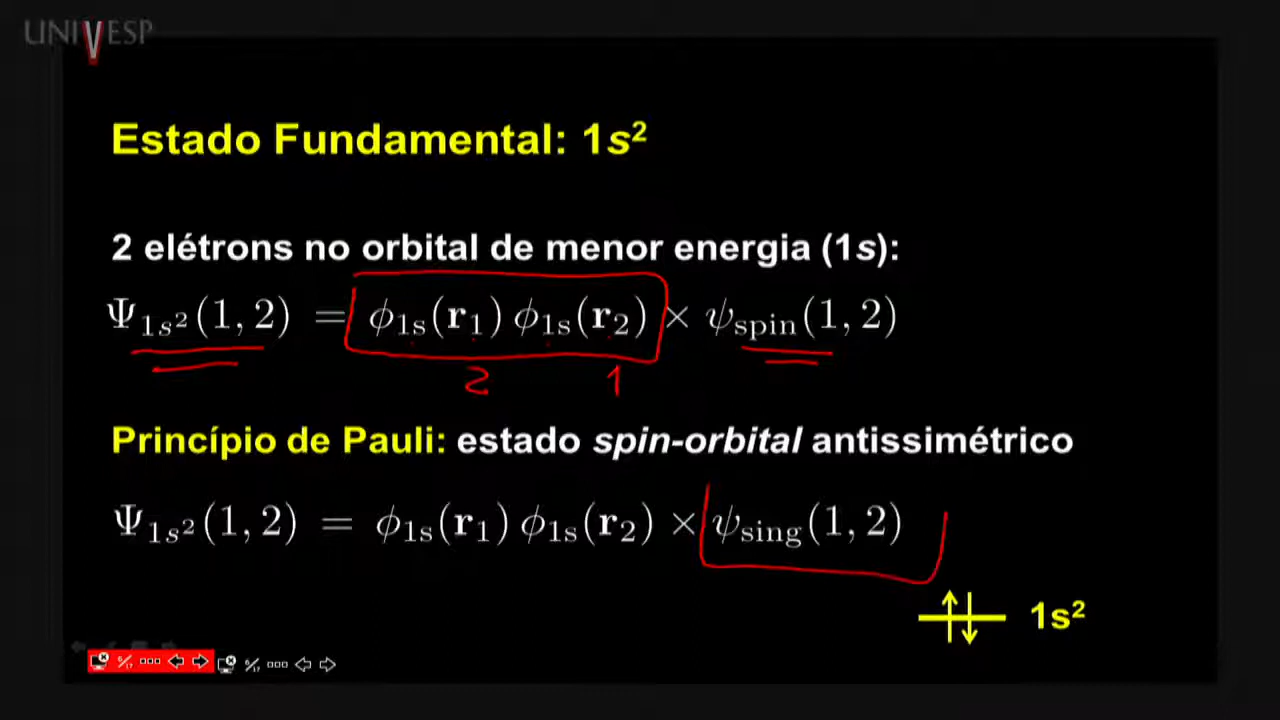 UNIVESP
Estado Fundamental: 1s²
2 elétrons no orbital de menor energia (1s):
Ψ₁ₛ²(1, 2) = ϕ₁ₛ(r₁) ϕ₁ₛ(r₂) × ψspin(1, 2)
2 1
Princípio de Pauli: estado spin-orbital antissimétrico
Ψ₁ₛ²(1, 2) = ϕ₁ₛ(r₁) ϕ₁ₛ(r₂) × ψsing(1, 2)
1s²